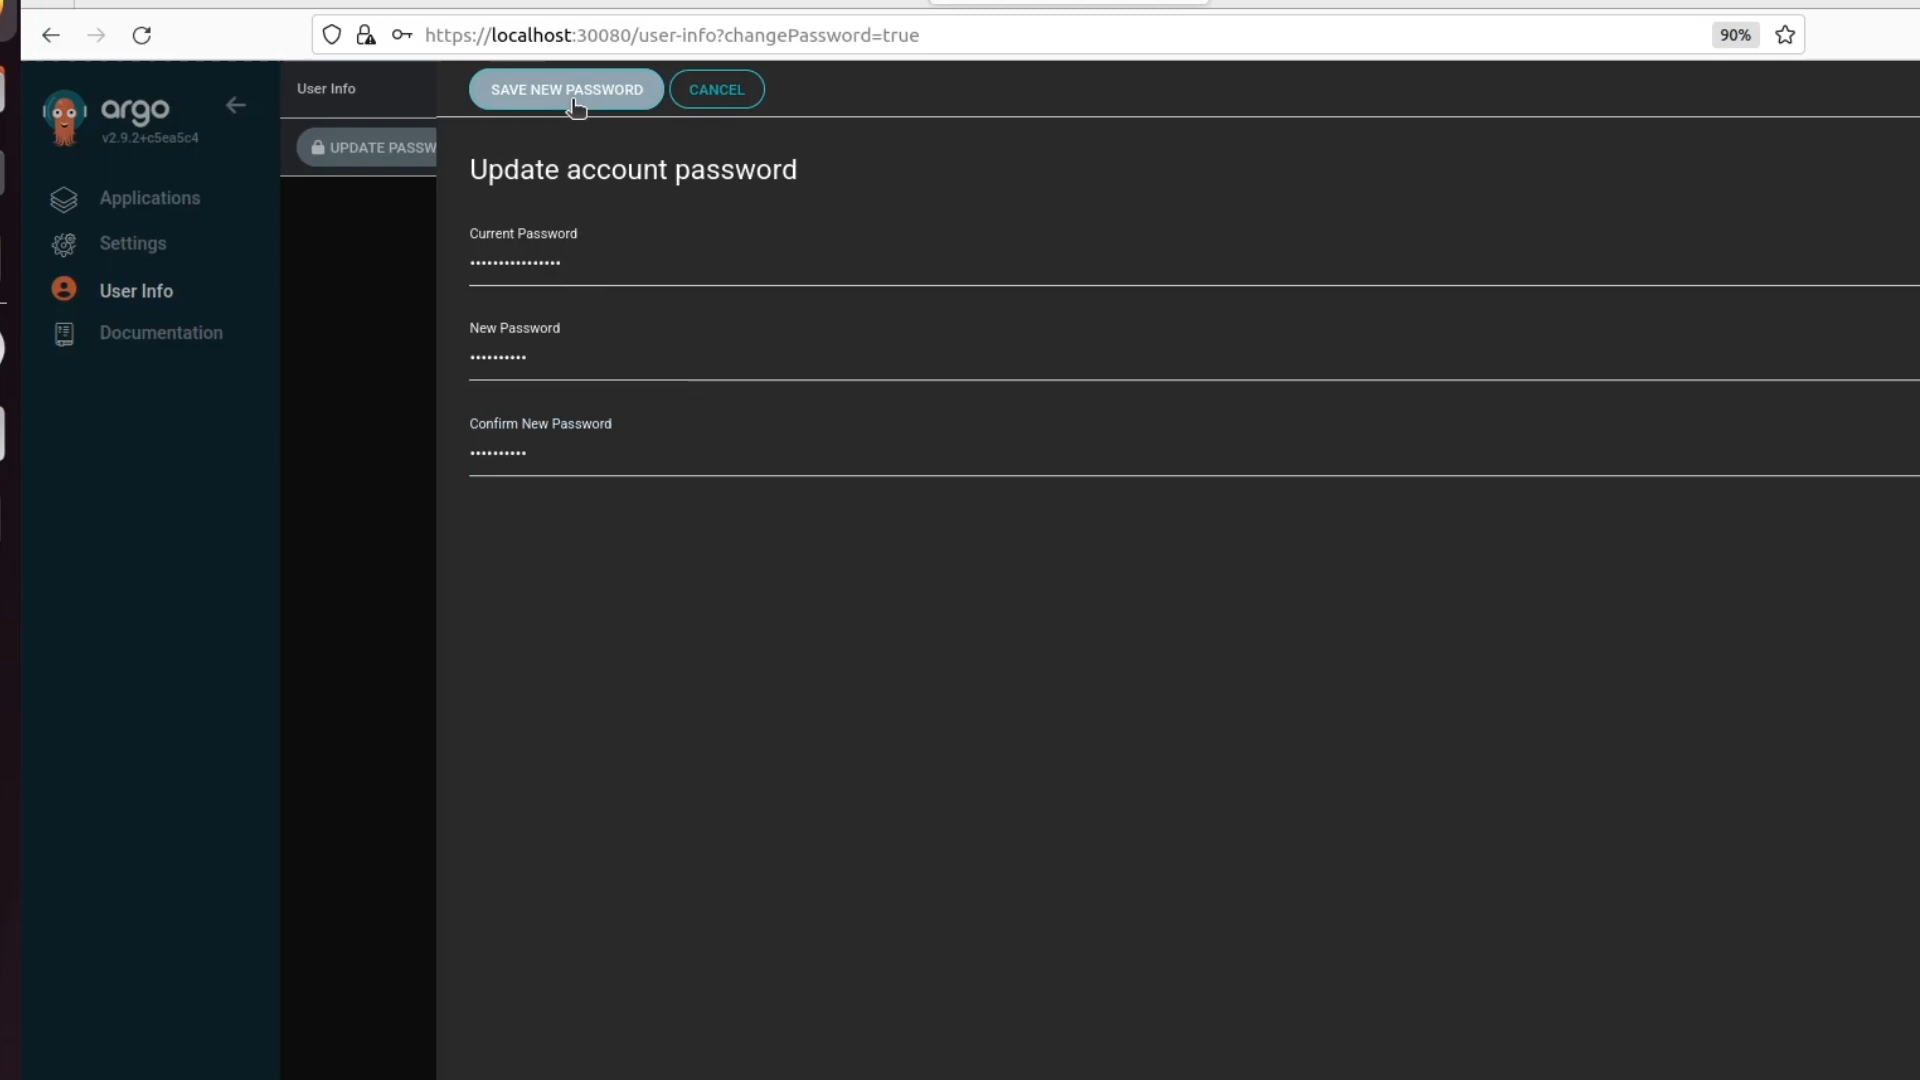 https://localhost:30080/user-info?changePassword=true
90%
argo
v2.9.2+c5ea5c4
Applications
Settings
User Info
Documentation
User Info
UPDATE PASSW
SAVE NEW PASSWORD
CANCEL
Update account password
Current Password
••••••••••••••••
New Password
••••••••••
Confirm New Password
••••••••••